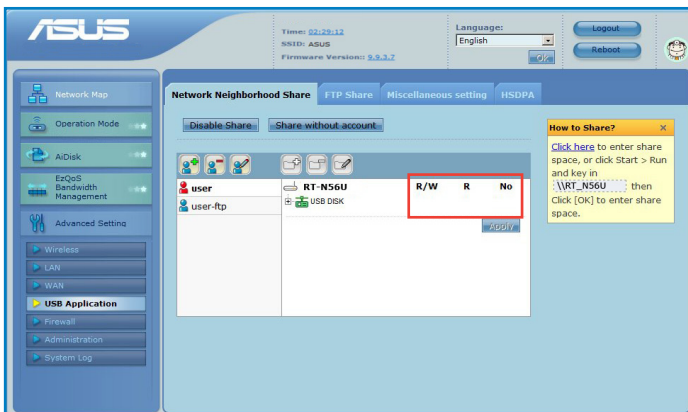 ASUS
Time: 02:29:12
SSID: ASUS
Firmware Version:: 9.9.3.7
Language:
English
OK
Logout
Reboot
Network Map
Operation Mode
AiDisk
EzQoS
Bandwidth
Management
Advanced Setting
Wireless
LAN
WAN
USB Application
Firewall
Administration
System Log
Network Neighborhood Share
FTP Share
Miscellaneous setting
HSDPA
Disable Share
Share without account
user
user-ftp
RT-N56U
R/W R No
USB DISK
Apply
How to Share? ×
Click here to enter share
space, or click Start > Run
and key in
\\RT_N56U then
Click [OK] to enter share
space.